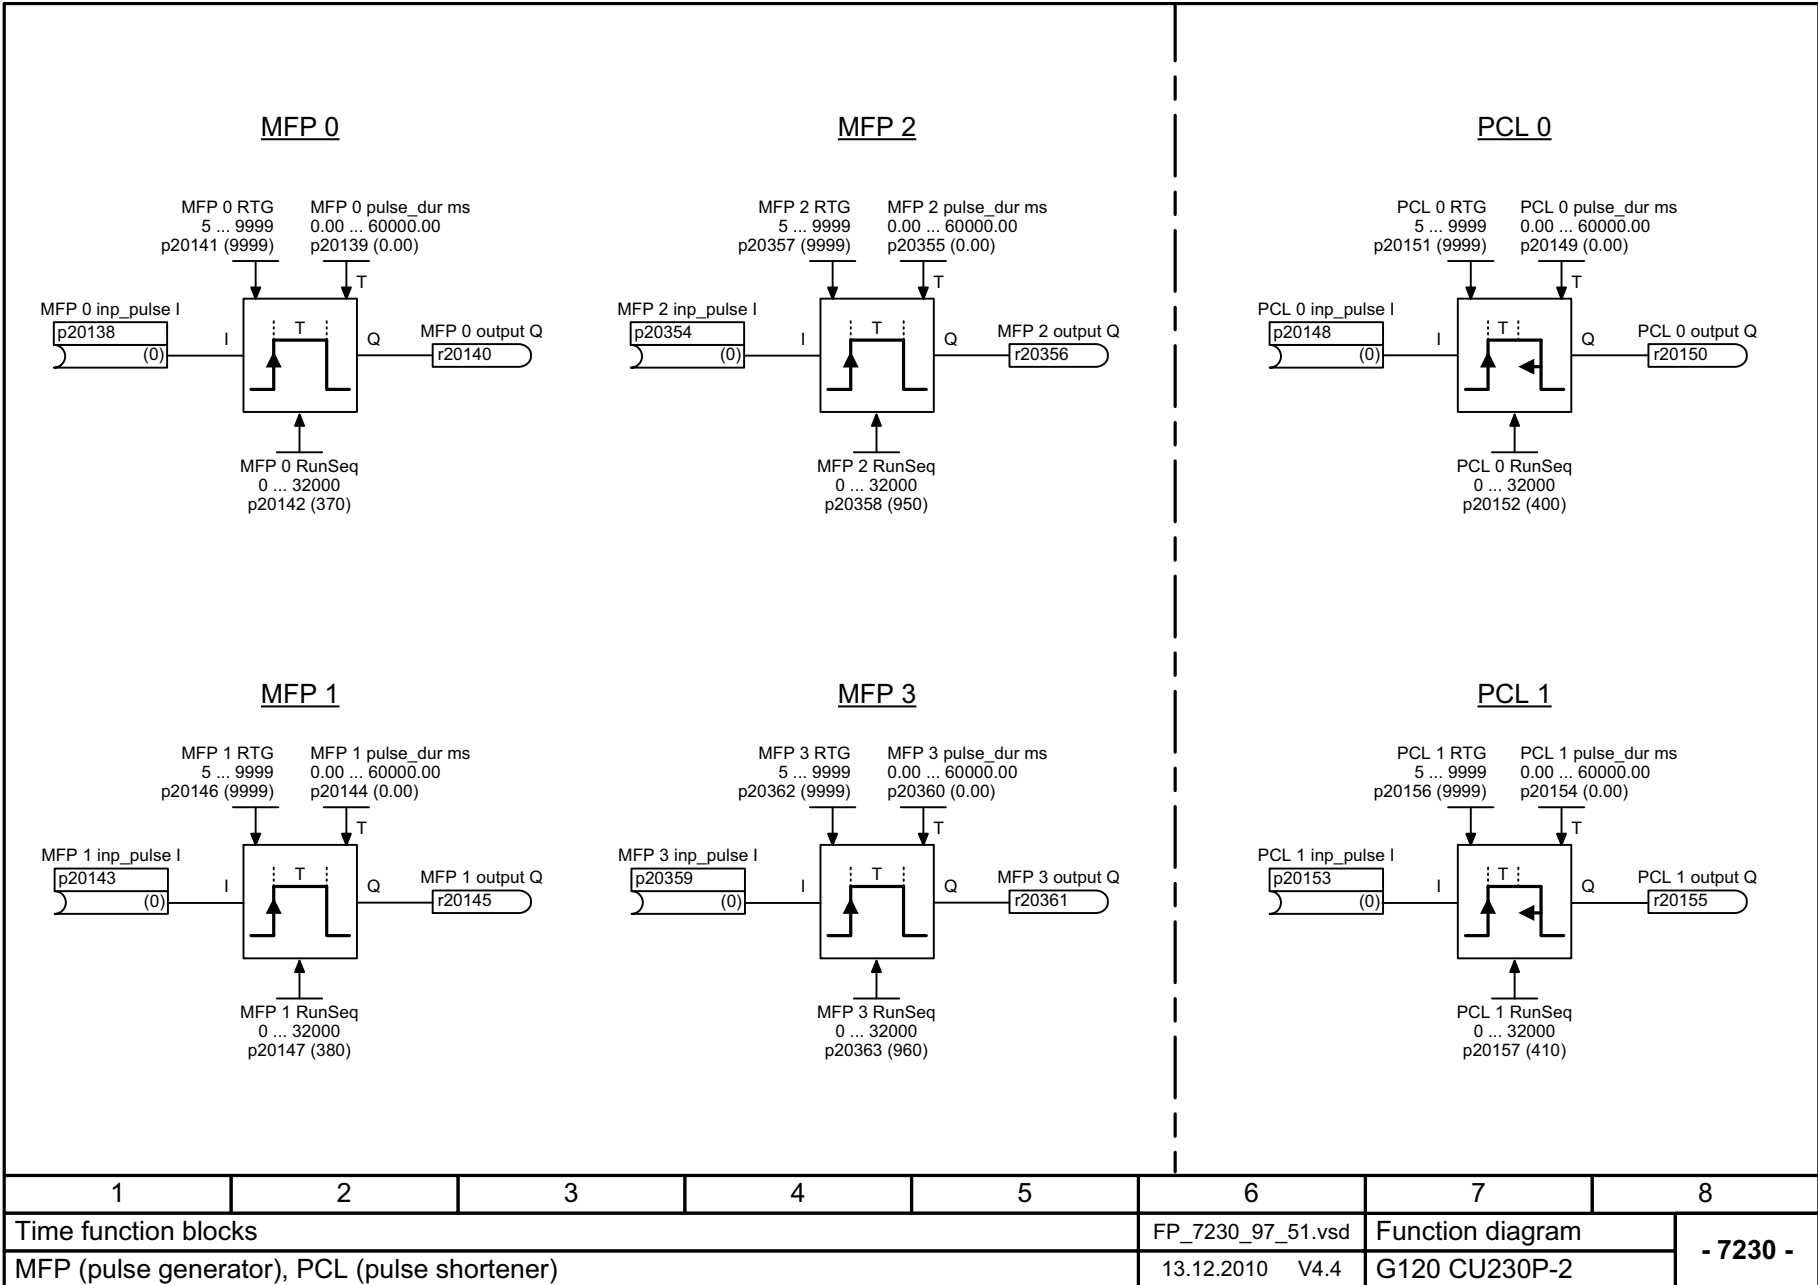 MFP 0
MFP 0 RTG
5 ... 9999
p20141 (9999)
MFP 0 pulse_dur ms
0.00 ... 60000.00
p20139 (0.00)
T
MFP 0 inp_pulse I
p20138
(0)
I
T
Q
MFP 0 output Q
r20140
MFP 0 RunSeq
0 ... 32000
p20142 (370)
MFP 2
MFP 2 RTG
5 ... 9999
p20357 (9999)
MFP 2 pulse_dur ms
0.00 ... 60000.00
p20355 (0.00)
T
MFP 2 inp_pulse I
p20354
(0)
I
T
Q
MFP 2 output Q
r20356
MFP 2 RunSeq
0 ... 32000
p20358 (950)
PCL 0
PCL 0 RTG
5 ... 9999
p20151 (9999)
PCL 0 pulse_dur ms
0.00 ... 60000.00
p20149 (0.00)
T
PCL 0 inp_pulse I
p20148
(0)
I
T
Q
PCL 0 output Q
r20150
PCL 0 RunSeq
0 ... 32000
p20152 (400)
MFP 1
MFP 1 RTG
5 ... 9999
p20146 (9999)
MFP 1 pulse_dur ms
0.00 ... 60000.00
p20144 (0.00)
T
MFP 1 inp_pulse I
p20143
(0)
I
T
Q
MFP 1 output Q
r20145
MFP 1 RunSeq
0 ... 32000
p20147 (380)
MFP 3
MFP 3 RTG
5 ... 9999
p20362 (9999)
MFP 3 pulse_dur ms
0.00 ... 60000.00
p20360 (0.00)
T
MFP 3 inp_pulse I
p20359
(0)
I
T
Q
MFP 3 output Q
r20361
MFP 3 RunSeq
0 ... 32000
p20363 (960)
PCL 1
PCL 1 RTG
5 ... 9999
p20156 (9999)
PCL 1 pulse_dur ms
0.00 ... 60000.00
p20154 (0.00)
T
PCL 1 inp_pulse I
p20153
(0)
I
T
Q
PCL 1 output Q
r20155
PCL 1 RunSeq
0 ... 32000
p20157 (410)
1 2 3 4 5 6 7 8
Time function blocks
FP_7230_97_51.vsd
Function diagram
- 7230 -
MFP (pulse generator), PCL (pulse shortener)
13.12.2010 V4.4
G120 CU230P-2